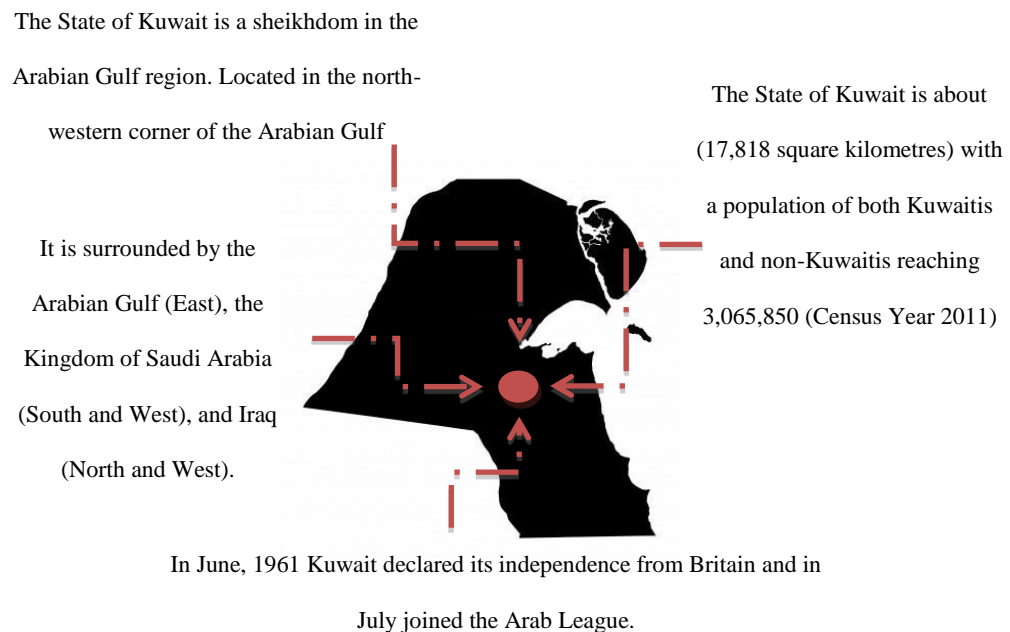 The State of Kuwait is a sheikhdom in the
Arabian Gulf region. Located in the north-
western corner of the Arabian Gulf
The State of Kuwait is about
(17,818 square kilometres) with
a population of both Kuwaitis
and non-Kuwaitis reaching
3,065,850 (Census Year 2011)
It is surrounded by the
Arabian Gulf (East), the
Kingdom of Saudi Arabia
(South and West), and Iraq
(North and West).
In June, 1961 Kuwait declared its independence from Britain and in
July joined the Arab League.